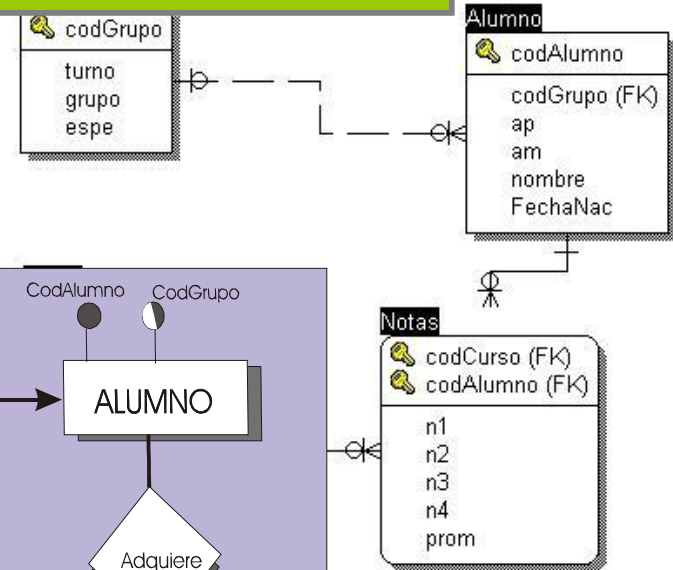 codGrupo
turno
grupo
espe
Alumno
codAlumno
codGrupo (FK)
ap
am
nombre
FechaNac
CodAlumno
CodGrupo
ALUMNO
Adquiere
Notas
codCurso (FK)
codAlumno (FK)
n1
n2
n3
n4
prom